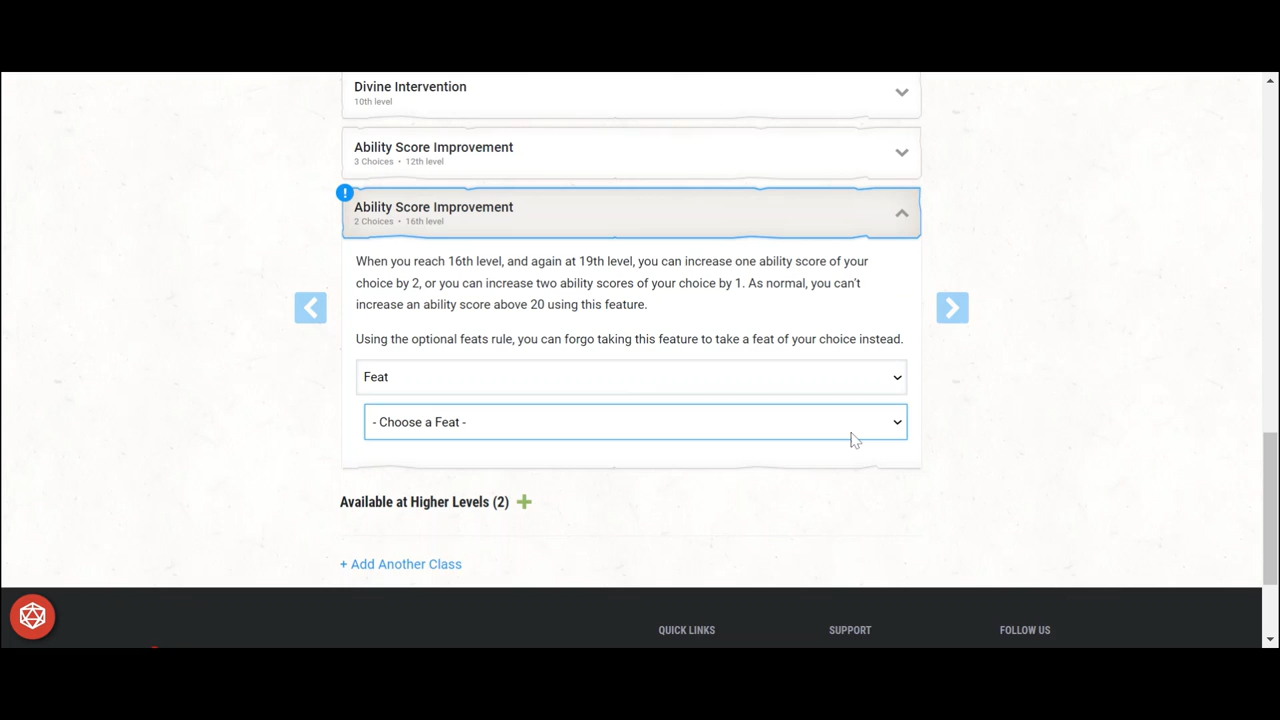 Divine Intervention
10th level
Ability Score Improvement
3 Choices • 12th level
!
Ability Score Improvement
2 Choices • 16th level
When you reach 16th level, and again at 19th level, you can increase one ability score of your
choice by 2, or you can increase two ability scores of your choice by 1. As normal, you can't
increase an ability score above 20 using this feature.
Using the optional feats rule, you can forgo taking this feature to take a feat of your choice instead.
Feat
- Choose a Feat -
Available at Higher Levels (2) +
+ Add Another Class
QUICK LINKS
SUPPORT
FOLLOW US